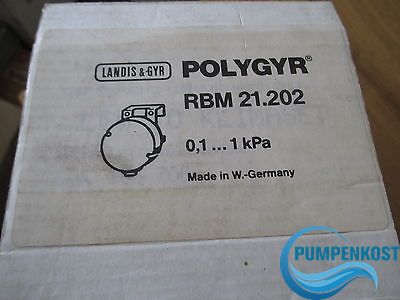 LANDIS & GYR POLYGYR®
RBM 21.202
0,1 ... 1 kPa
Made in W.-Germany
PUMPENKOST